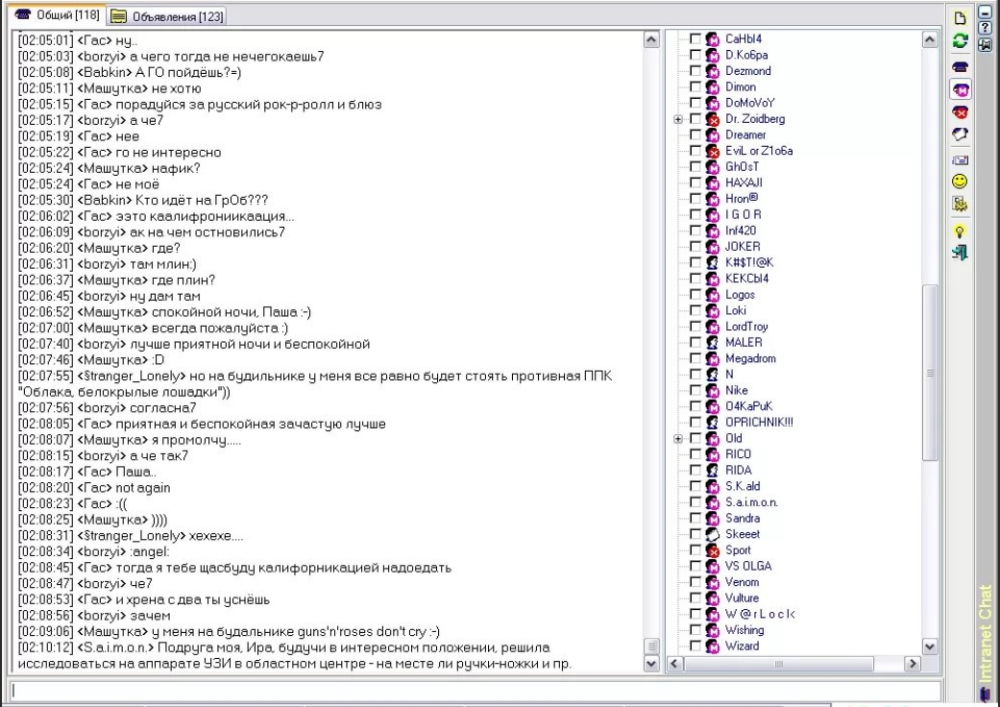 Общий [118] Объявления [123]
[02:05:01] <Гас> ну..
[02:05:03] <borzyi> а чего тогда не нечегокаешь7
[02:05:08] <Babkin> А ГО пойдёшь?=)
[02:05:11] <Машутка> не хотю
[02:05:15] <Гас> порадуйся за русский рок-р-ролл и блюз
[02:05:17] <borzyi> а че7
[02:05:19] <Гас> нее
[02:05:22] <Гас> го не интересно
[02:05:24] <Машутка> нафик?
[02:05:24] <Гас> не моё
[02:05:30] <Babkin> Кто идёт на ГрОб???
[02:06:02] <Гас> ээто каалифрониикаация...
[02:06:09] <borzyi> ак на чем остновились7
[02:06:20] <Машутка> где?
[02:06:31] <borzyi> там млин:)
[02:06:37] <Машутка> где плин?
[02:06:45] <borzyi> ну дам там
[02:06:52] <Машутка> спокойной ночи, Паша :-)
[02:07:00] <Машутка> всегда пожалуйста :)
[02:07:40] <borzyi> лучше приятной ночи и беспокойной
[02:07:46] <Машутка> :D
[02:07:55] <Stranger_Lonely> но на будильнике у меня все равно будет стоять противная ППК
"Облака, белокрылые лошадки"))
[02:07:56] <borzyi> согласна7
[02:08:05] <Гас> приятная и беспокойная зачастую лучше
[02:08:07] <Машутка> я промолчу.....
[02:08:15] <borzyi> а че так7
[02:08:17] <Гас> Паша..
[02:08:20] <Гас> not again
[02:08:23] <Гас> :((
[02:08:25] <Машутка> ))))
[02:08:31] <Stranger_Lonely> хехехе....
[02:08:34] <borzyi> :angel:
[02:08:45] <Гас> тогда я тебе щасбуду калифорникацией надоедать
[02:08:47] <borzyi> че7
[02:08:53] <Гас> и хрена с два ты уснёшь
[02:08:56] <borzyi> зачем
[02:09:06] <Машутка> у меня на будальнике guns'n'roses don't cry :-)
[02:10:12] <S.a.i.m.o.n.> Подруга моя, Ира, будучи в интересном положении, решила
исследоваться на аппарате УЗИ в областном центре - на месте ли ручки-ножки и пр.
CaHbI4
D.Ko6pa
Dezmond
Dimon
DoMoVoY
Dr. Zoidberg
Dreamer
EviL or Z1o6a
GhOsT
HAXAJI
Hron®
I G O R
Inf420
JOKER
K#$T!@K
KEKCbI4
Logos
Loki
LordTroy
MALER
Megadrom
N
Nike
O4KaPuK
OPRICHNIK!!!
Old
RICO
RIDA
S.K.ald
S.a.i.m.o.n.
Sandra
Skeeet
Sport
VS OLGA
Venom
Vulture
W @ r L o c k
Wishing
Wizard
Intranet Chat